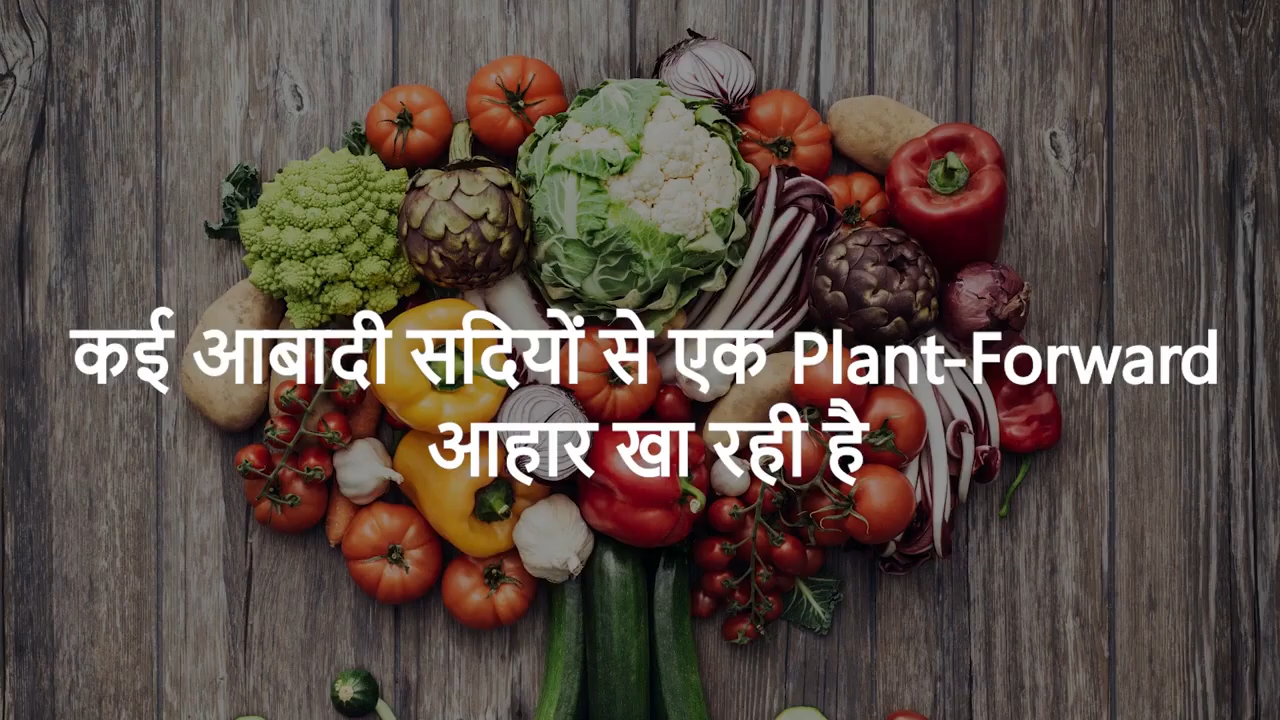 कई आबादी सदियों से एक Plant-Forward
आहार खा रही है